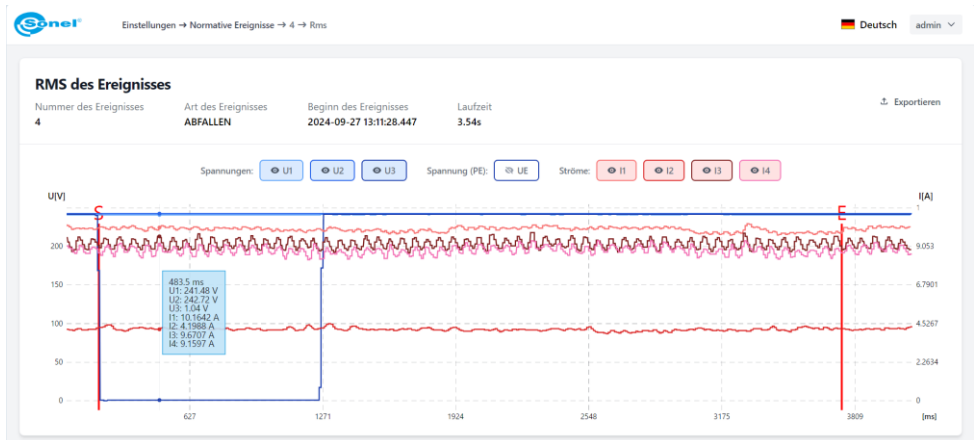 Sonel®
Einstellungen → Normative Ereignisse → 4 → Rms
Deutsch
admin
RMS des Ereignisses
Nummer des Ereignisses
4
Art des Ereignisses
ABFALLEN
Beginn des Ereignisses
2024-09-27 13:11:28.447
Laufzeit
3.54s
Exportieren
Spannungen: U1 U2 U3 Spannung (PE): UE Ströme: I1 I2 I3 I4
U[V]
I[A]
S
E
1
200
9.053
150
6.7901
100
4.5267
50
2.2634
0
0
483.5 ms
U1: 241.48 V
U2: 242.72 V
U3: 1.04 V
I1: 10.1642 A
I2: 4.1988 A
I3: 9.6707 A
I4: 9.1597 A
627 1271 1924 2548 3175 3809 [ms]